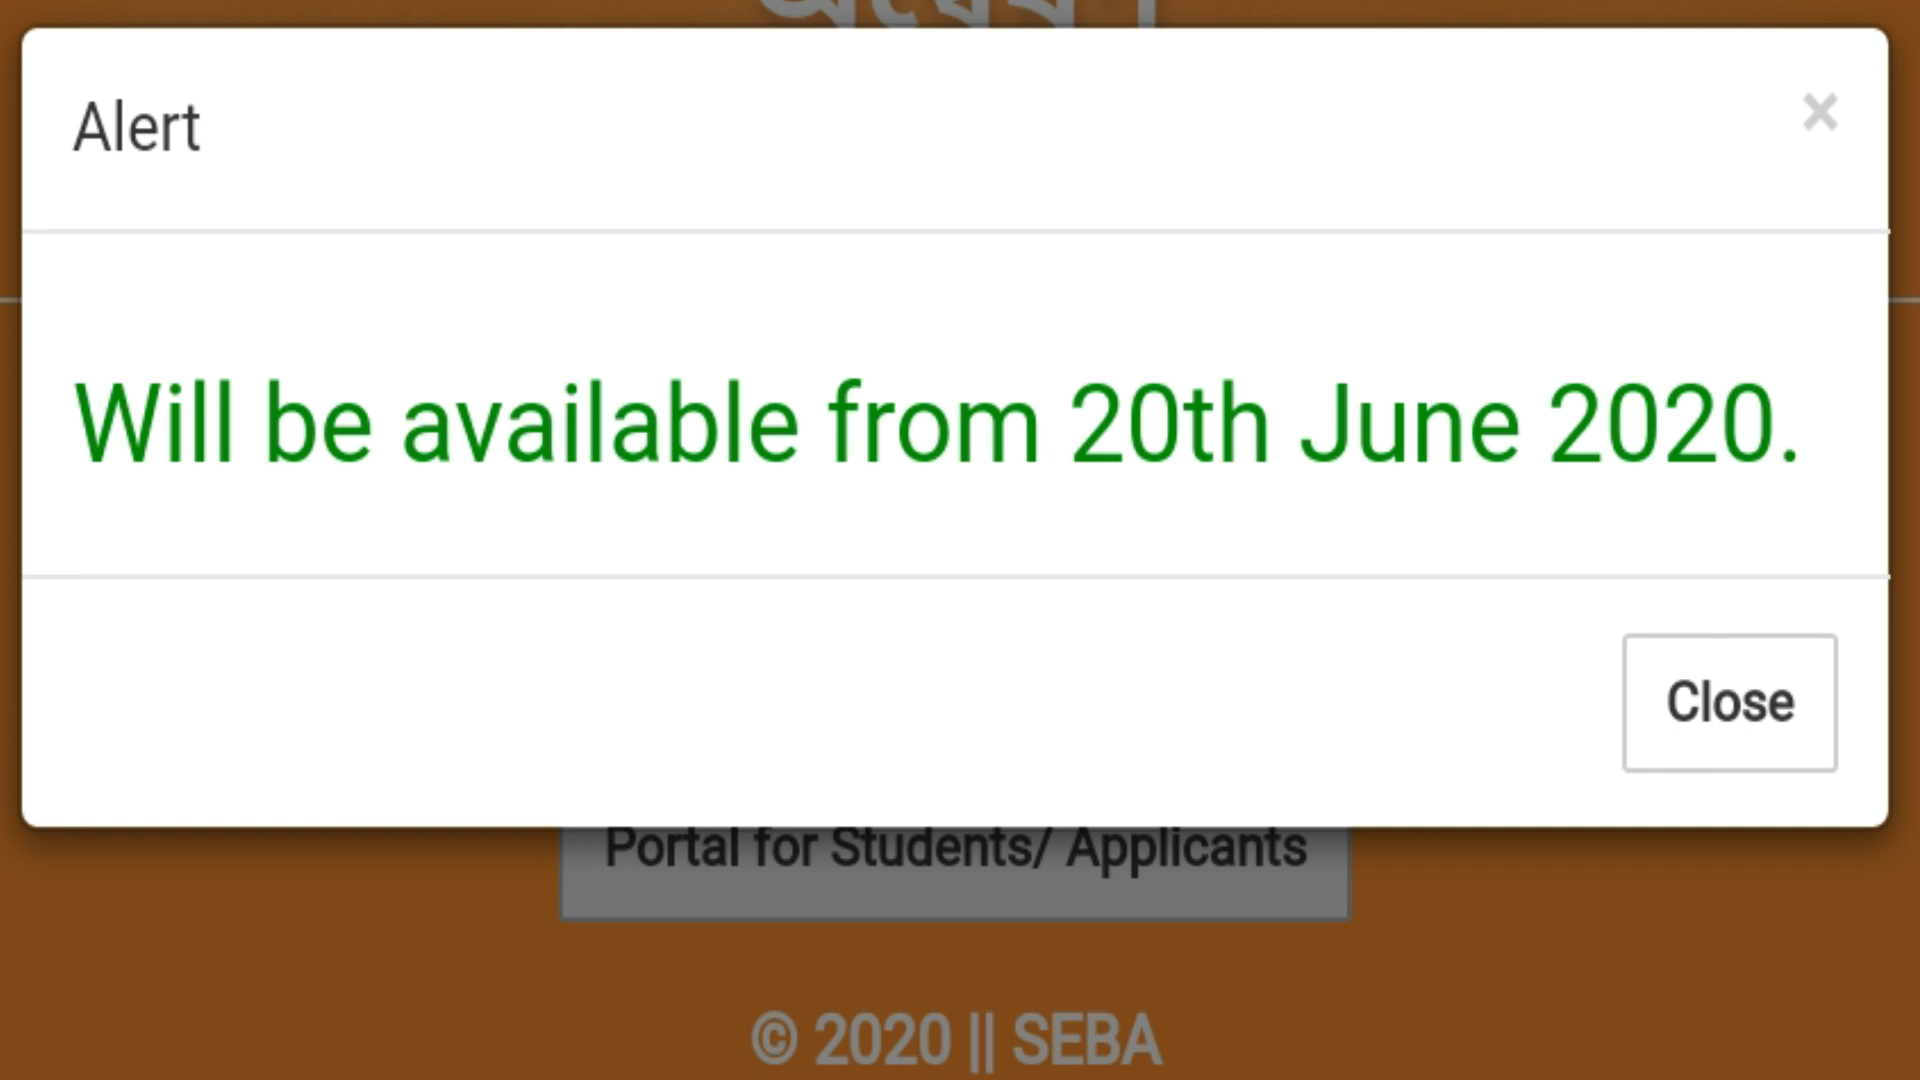 Alert
×
Will be available from 20th June 2020.
Close
Portal for Students/ Applicants
© 2020 || SEBA